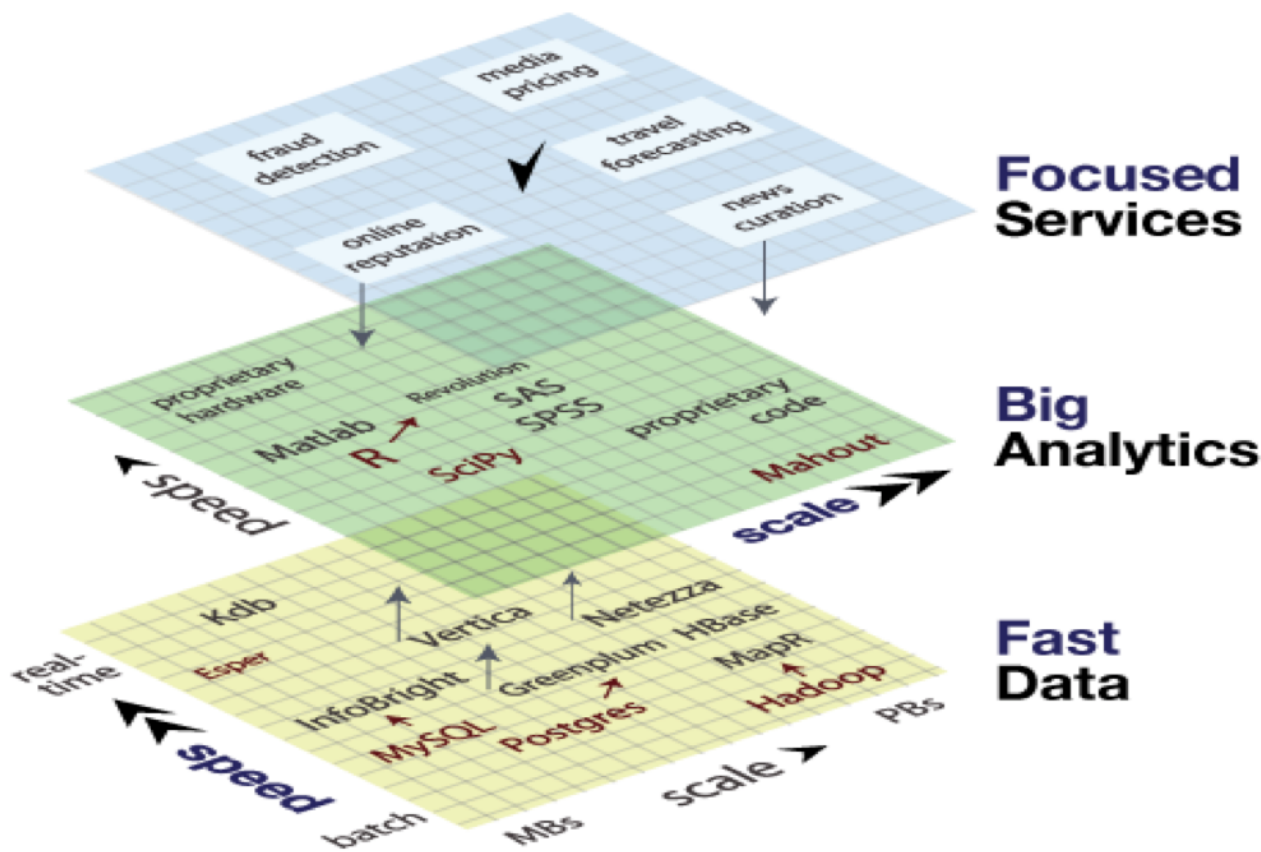 media
pricing
fraud
detection
travel
forecasting
news
curation
online
reputation
Focused
Services
proprietary
hardware
Revolution
SAS
SPSS
Matlab
R
SciPy
proprietary
code
Mahout
speed
scale
Big
Analytics
Kdb
Vertica
Netezza
Esper
InfoBright
Greenplum
HBase
MapR
MySQL
Postgres
Hadoop
real-
time
speed
batch
MBs
scale
PBs
Fast
Data